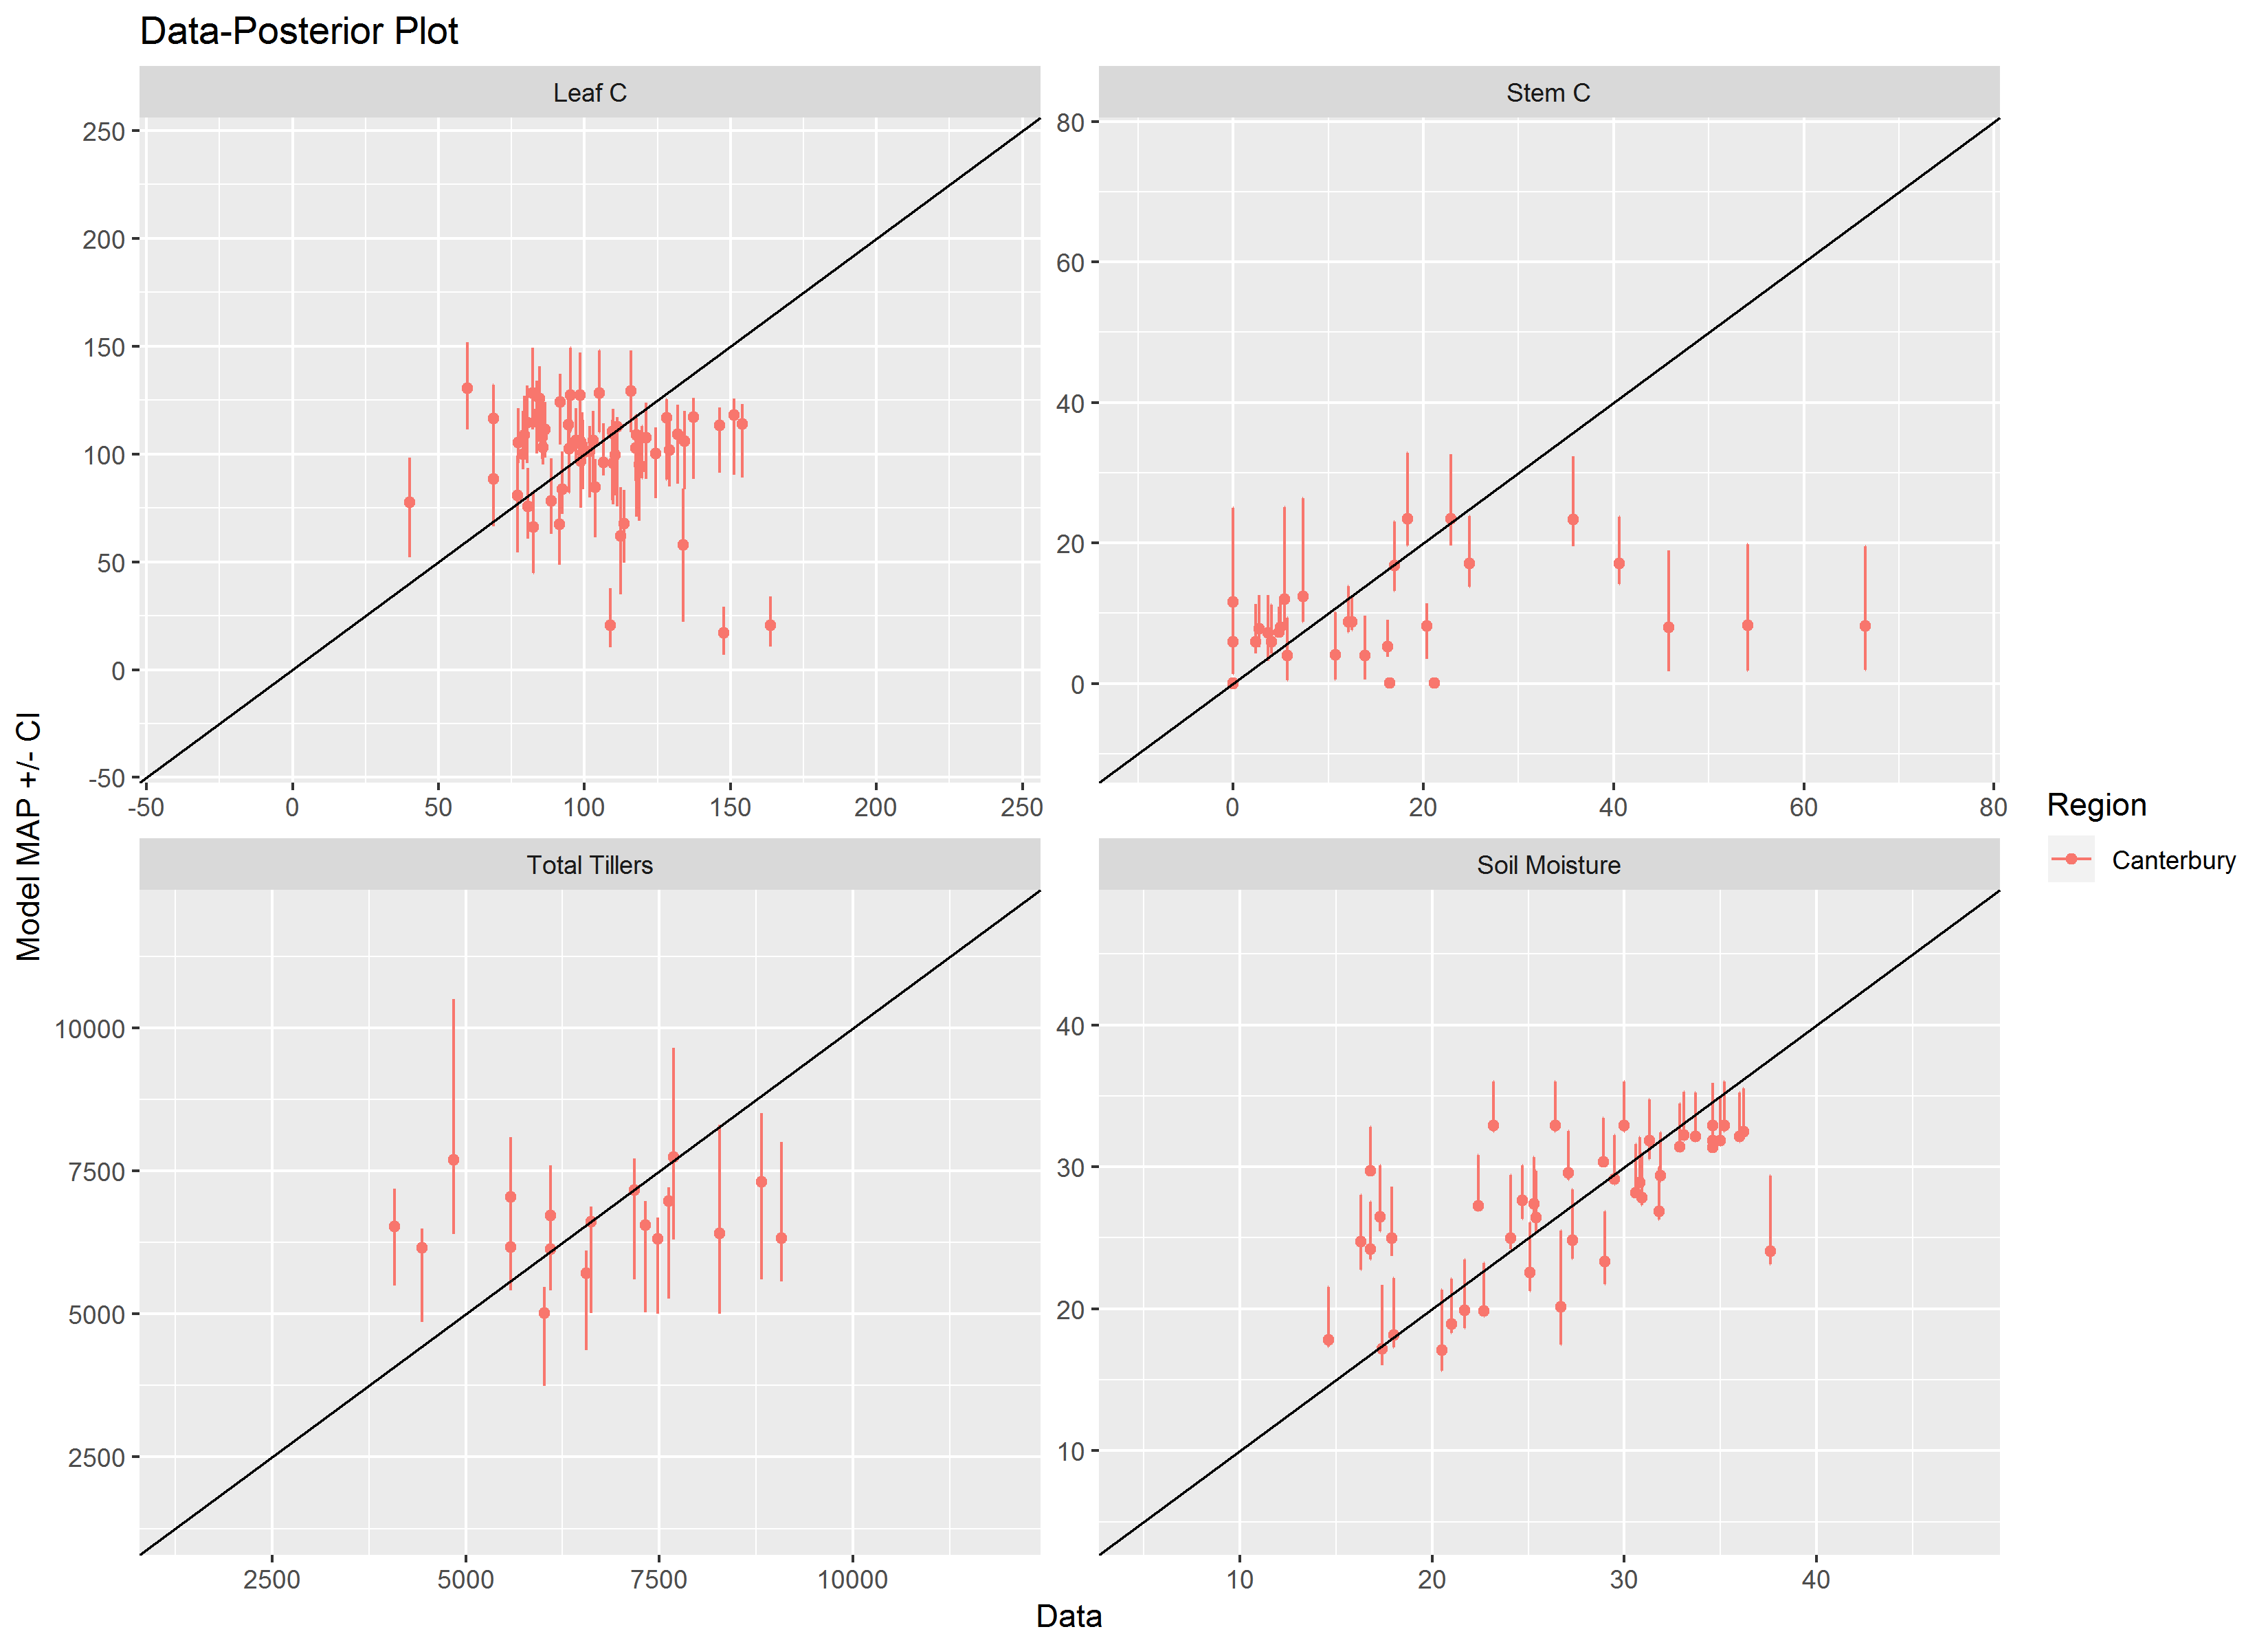 Data-Posterior Plot
Leaf C
Stem C
250
200
150
100
50
0
-50
80
60
40
20
0
-50 0 50 100 150 200 250
0 20 40 60 80
Model MAP +/- CI
Total Tillers
Soil Moisture
Region
Canterbury
10000
7500
5000
2500
40
30
20
10
2500 5000 7500 10000
10 20 30 40
Data